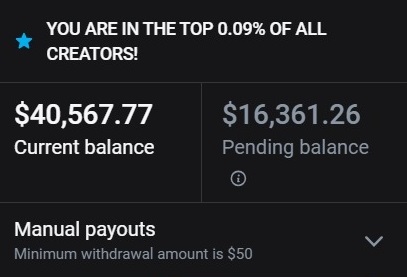 YOU ARE IN THE TOP 0.09% OF ALL
CREATORS!
$40,567.77
Current balance
$16,361.26
Pending balance
Manual payouts
Minimum withdrawal amount is $50